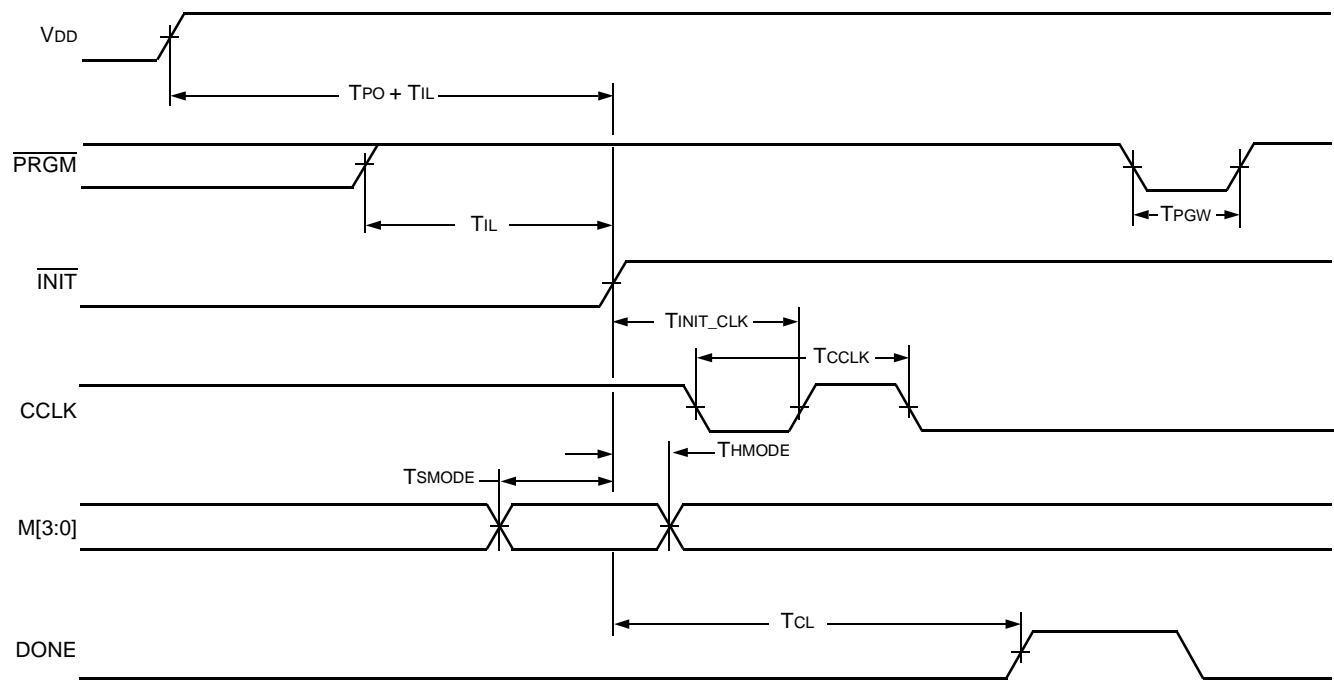 VDD
TPO + TIL
PRGM
TIL
TPGW
INIT
TINIT_CLK
TCCLK
CCLK
THMODE
TSMODE
M[3:0]
TCL
DONE